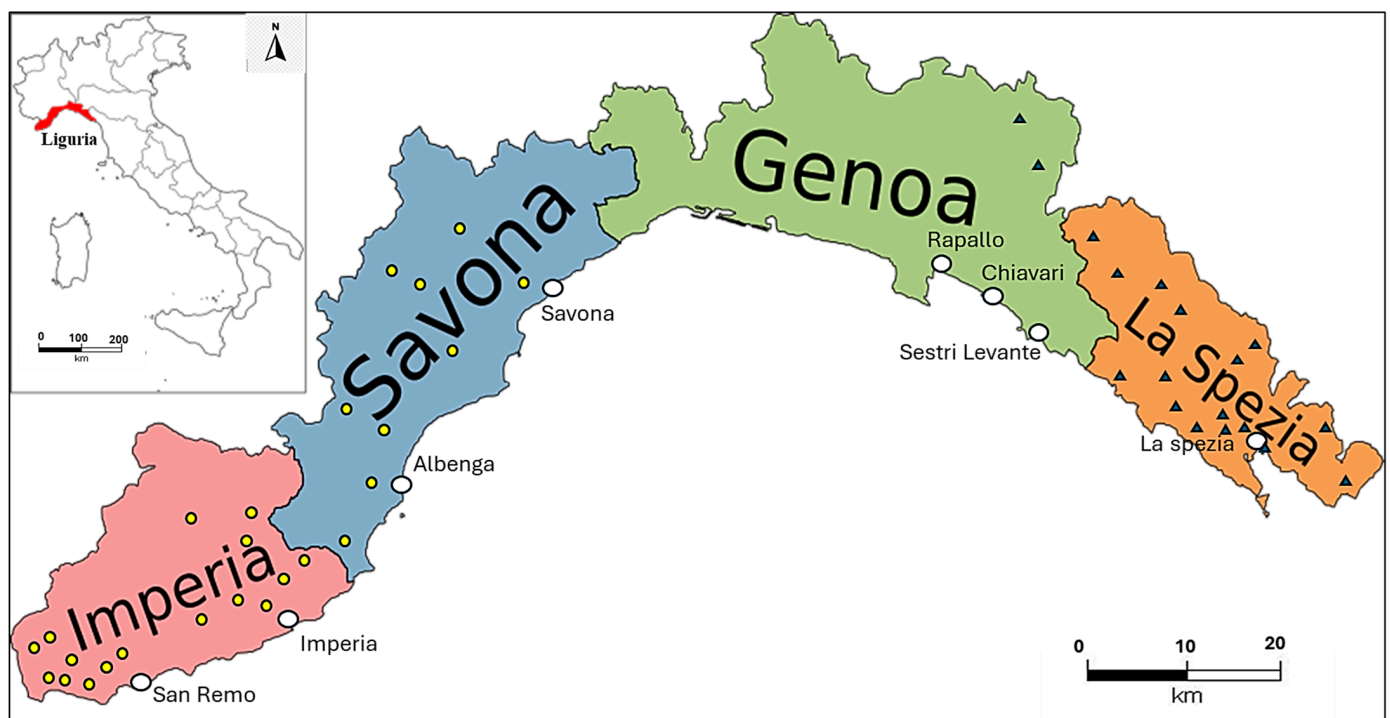 N
Liguria
0 100 200
km
Genoa
Savona
Rapallo
Chiavari
Savona
Sestri Levante
La Spezia
La spezia
Albenga
Imperia
Imperia
San Remo
0 10 20
km